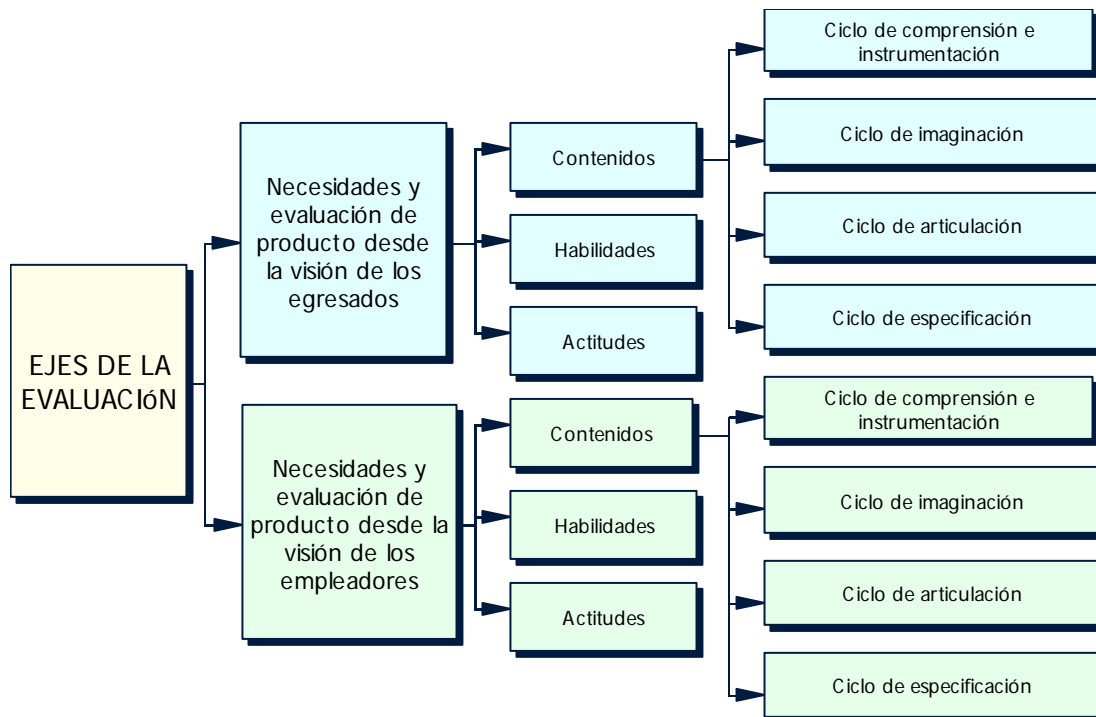 EJES DE LA
EVALUACIóN
Necesidades y
evaluación de
producto desde
la visión de los
egresados
Contenidos
Habilidades
Actitudes
Ciclo de comprensión e
instrumentación
Ciclo de imaginación
Ciclo de articulación
Ciclo de especificación
Necesidades y
evaluación de
producto desde la
visión de los
empleadores
Contenidos
Habilidades
Actitudes
Ciclo de comprensión e
instrumentación
Ciclo de imaginación
Ciclo de articulación
Ciclo de especificación